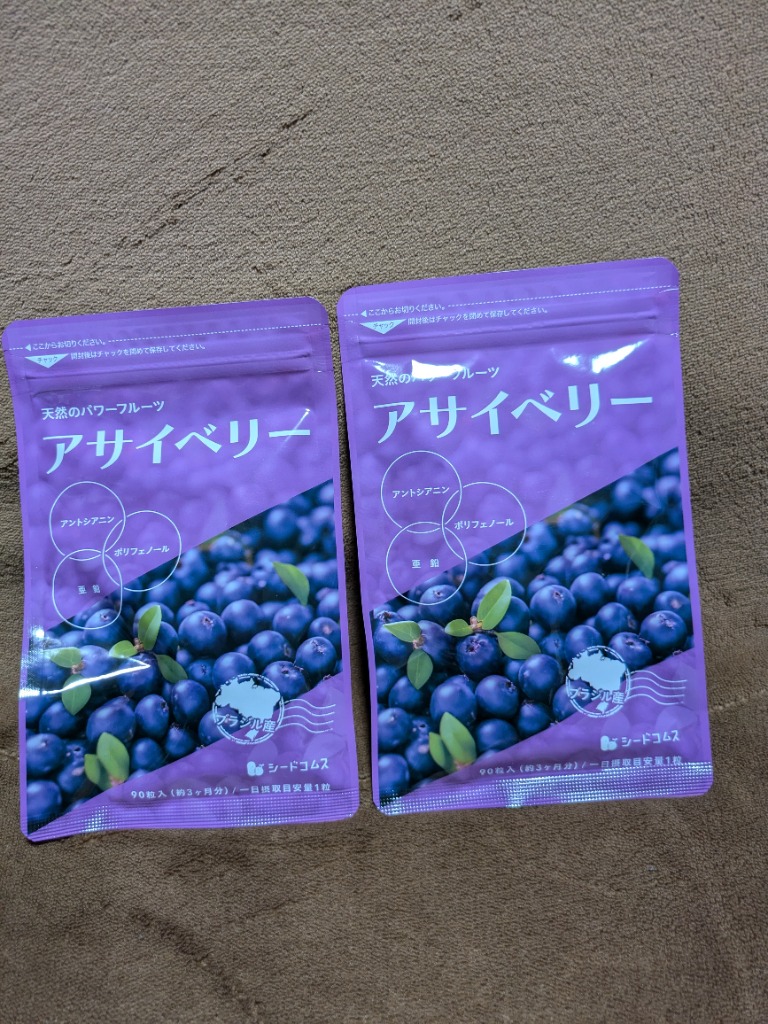 ここからお切りください。
チャック 開封後はチャックを閉めて保存してください。
天然のパワーフルーツ
アサイベリー
アントシアニン
ポリフェノール
亜鉛
ブラジル産
シードコムス
90粒入(約3ヶ月分)/一日摂取目安量1粒
ここからお切りください。
チャック 開封後はチャックを閉めて保存してください。
天然のパワーフルーツ
アサイベリー
アントシアニン
ポリフェノール
亜鉛
ブラジル産
シードコムス
90粒入(約3ヶ月分)/一日摂取目安量1粒